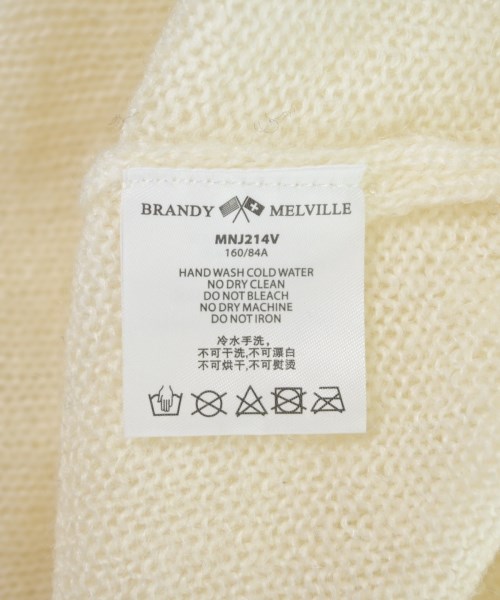 BRANDY MELVILLE
MNJ214V
160/84A
HAND WASH COLD WATER
NO DRY CLEAN
DO NOT BLEACH
NO DRY MACHINE
DO NOT IRON
冷水手洗,
不可干洗,不可漂白
不可烘干,不可熨烫